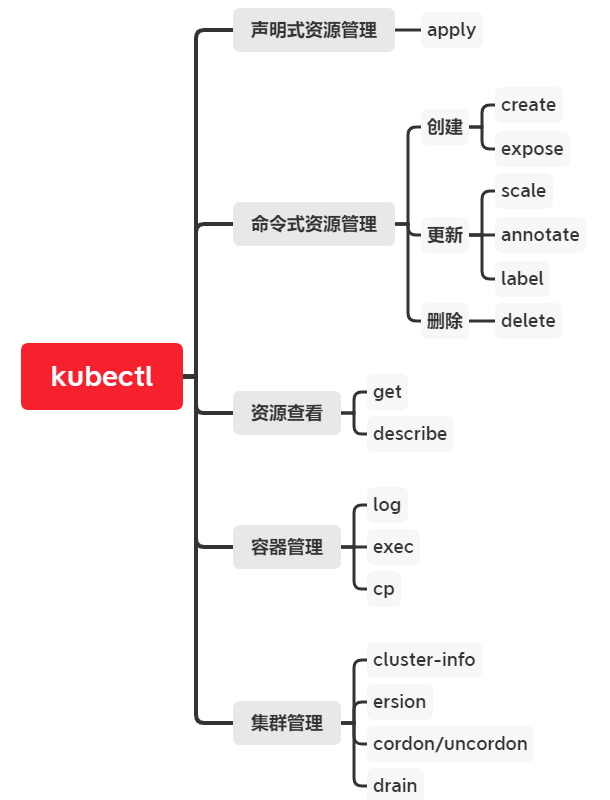 kubectl
声明式资源管理
apply
命令式资源管理
创建
create
expose
更新
scale
annotate
label
删除
delete
资源查看
get
describe
容器管理
log
exec
cp
集群管理
cluster-info
ersion
cordon/uncordon
drain